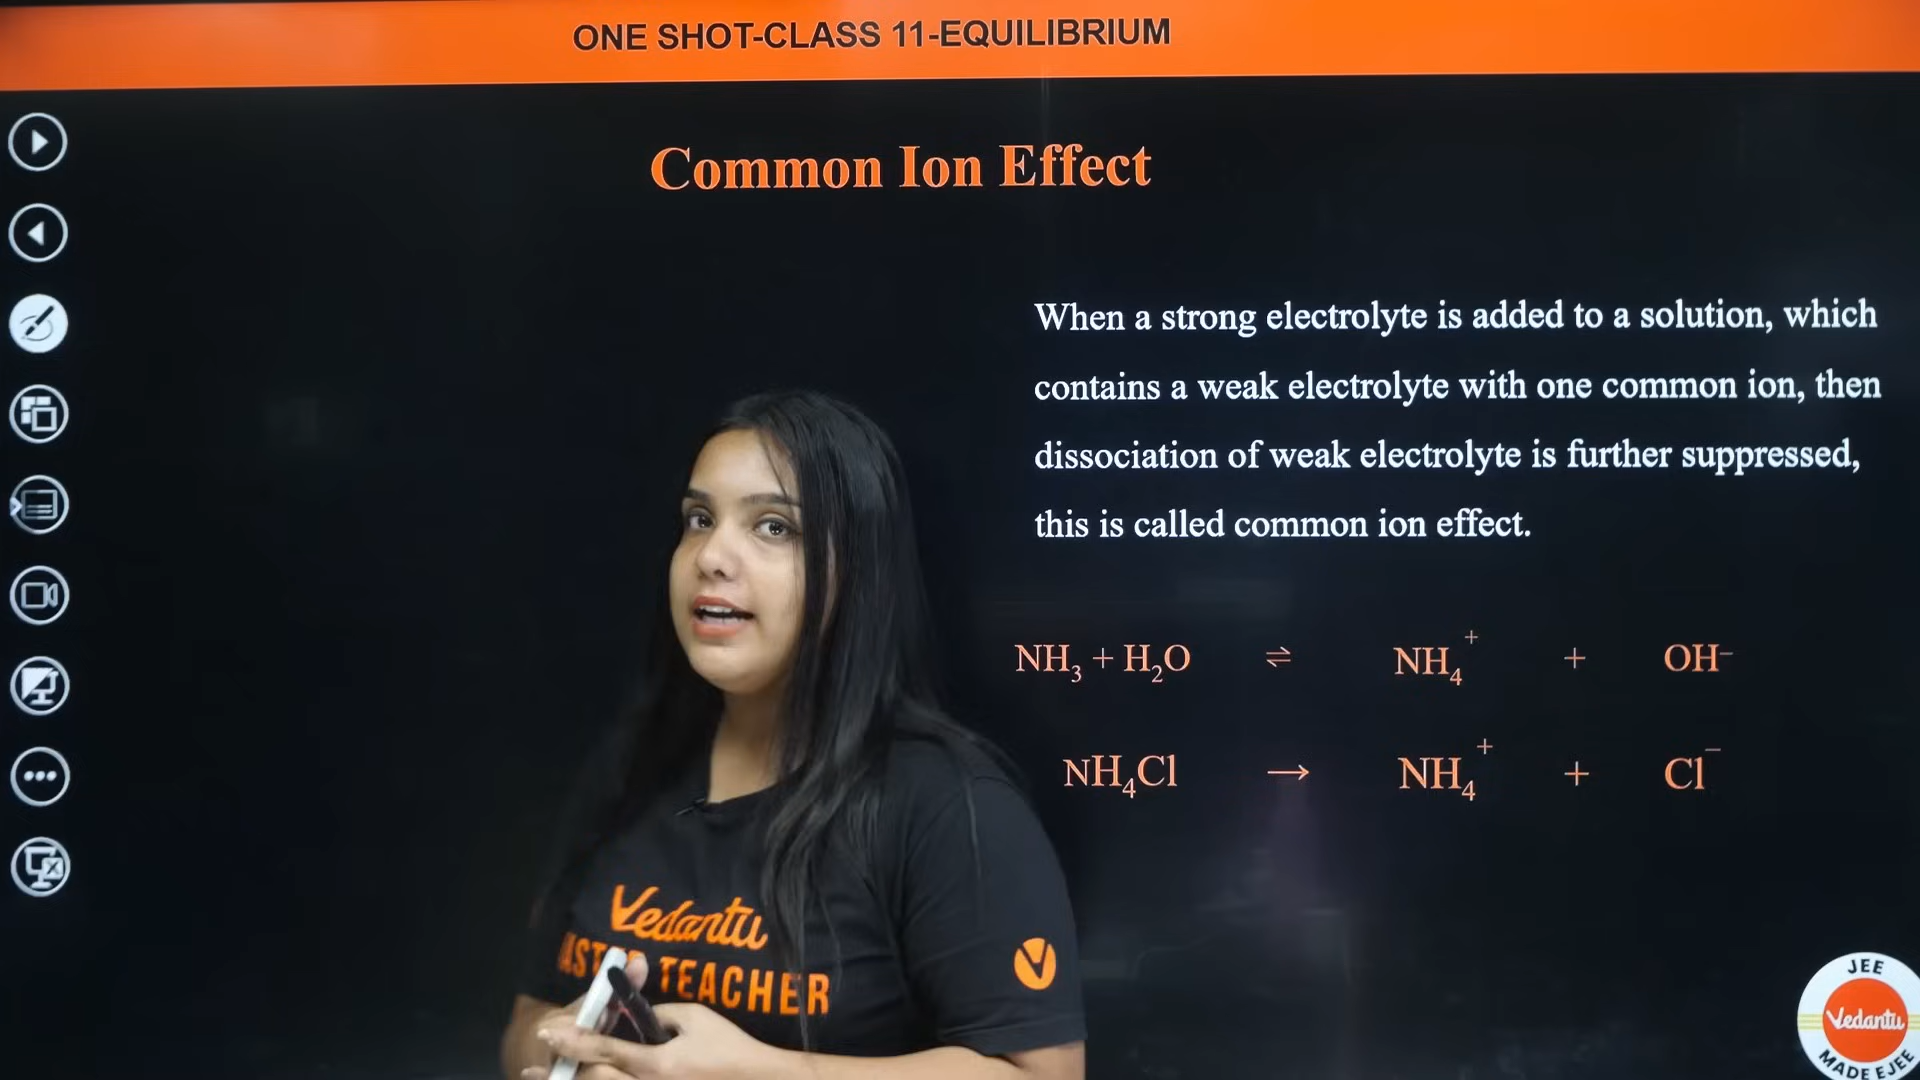 ONE SHOT-CLASS 11-EQUILIBRIUM
Common Ion Effect
When a strong electrolyte is added to a solution, which
contains a weak electrolyte with one common ion, then
dissociation of weak electrolyte is further suppressed,
this is called common ion effect.
NH₃ + H₂O ⇌ NH₄⁺ + OH⁻
NH₄Cl → NH₄⁺ + Cl⁻
Vedantu
TEACHER
JEE
Vedantu
MADE EJEE